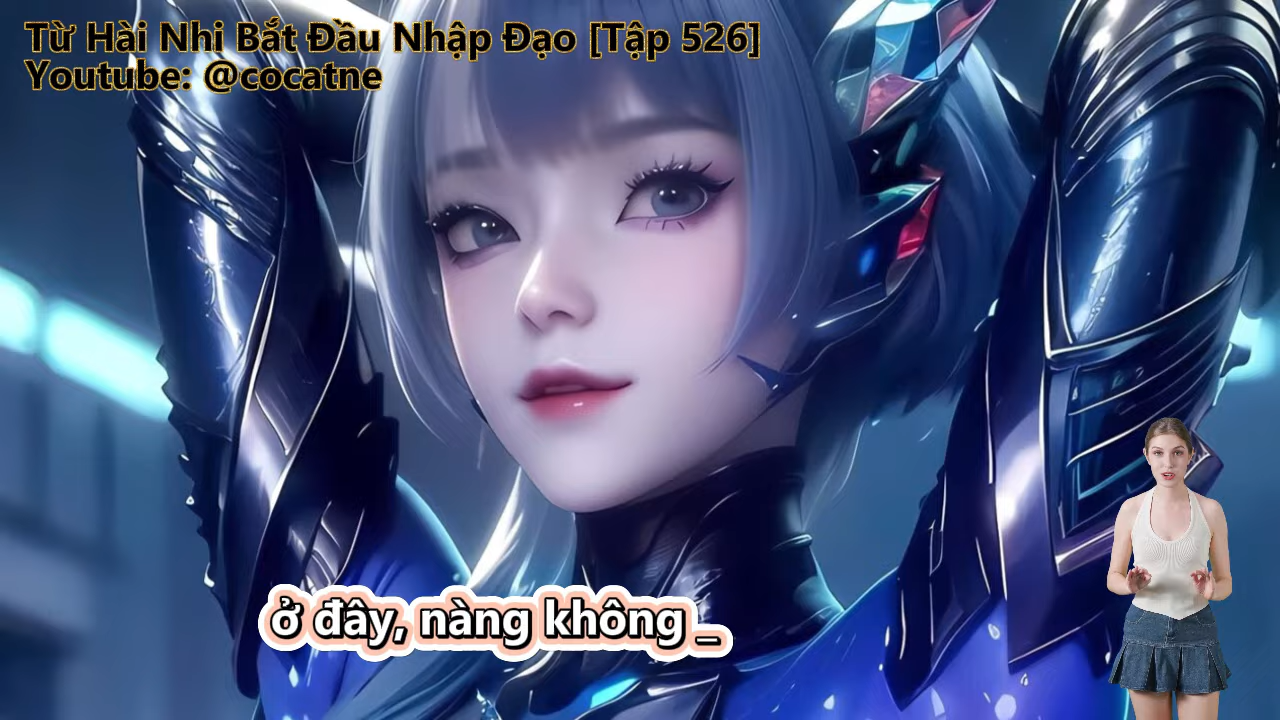 Từ Hài Nhi Bắt Đầu Nhập Đạo [Tập 526]
Youtube: @cocatne
ở đây, nàng không _